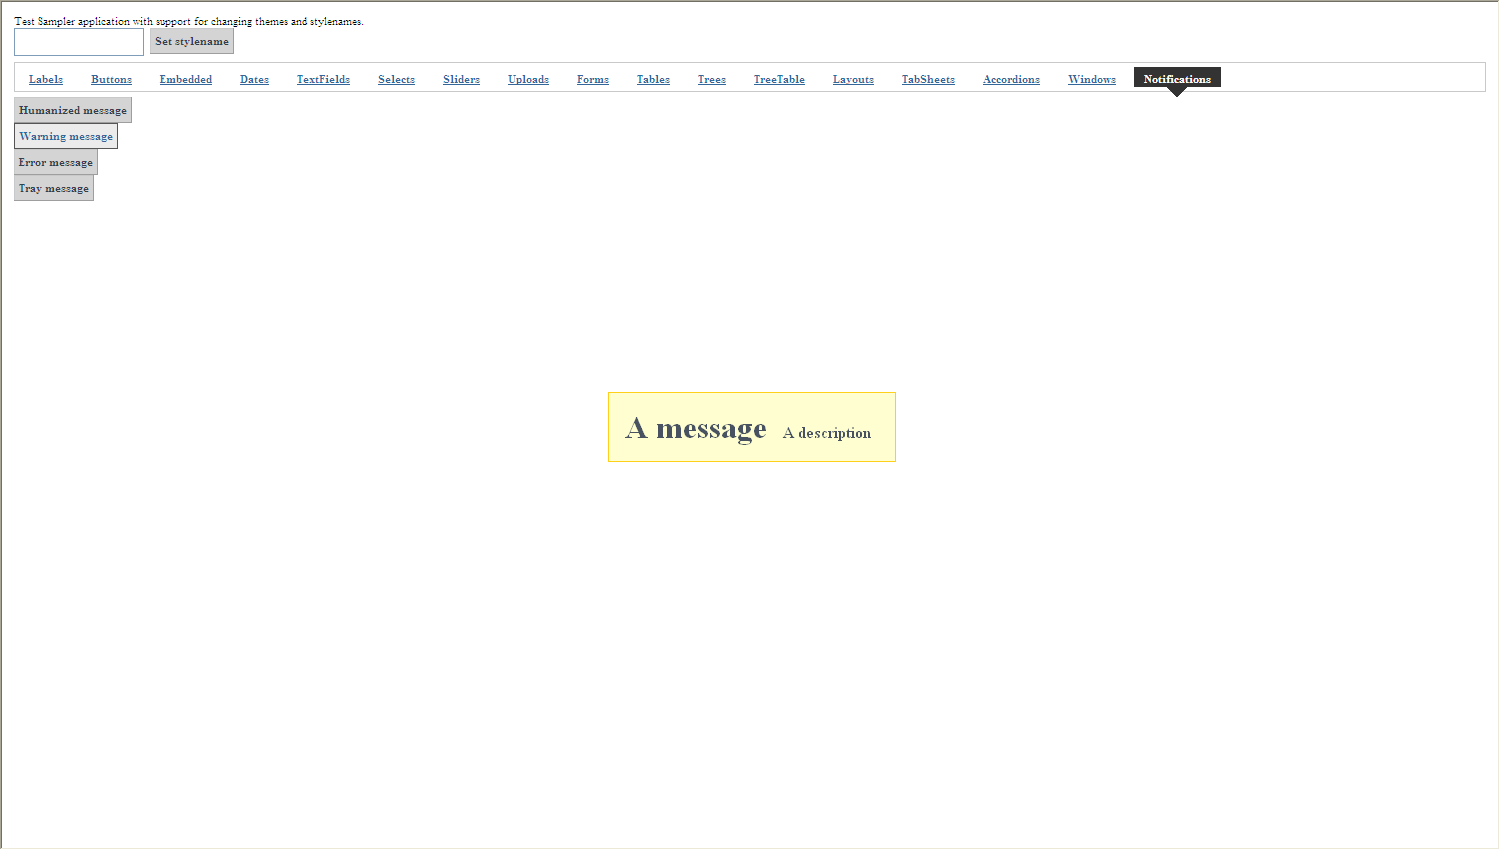 Test Sampler application with support for changing themes and stylenames.
Set stylename
Labels Buttons Embedded Dates TextFields Selects Sliders Uploads Forms Tables Trees TreeTable Layouts TabSheets Accordions Windows Notifications
Humanized message
Warning message
Error message
Tray message
A message A description